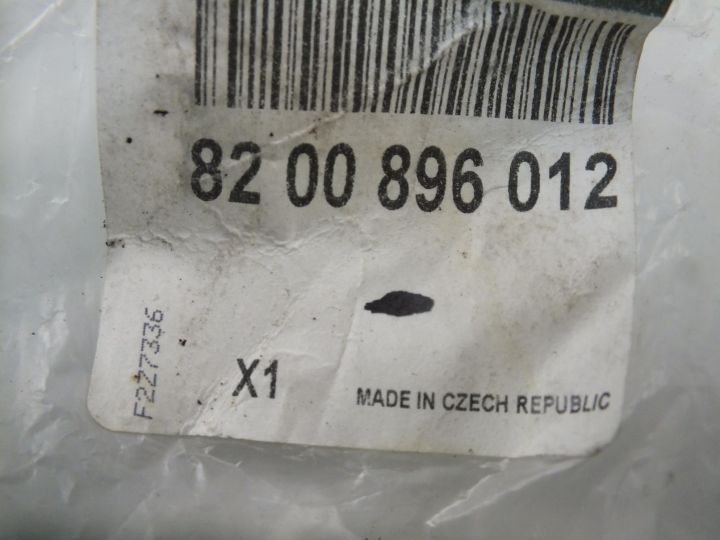 82 00 896 012
F227336
X1
MADE IN CZECH REPUBLIC